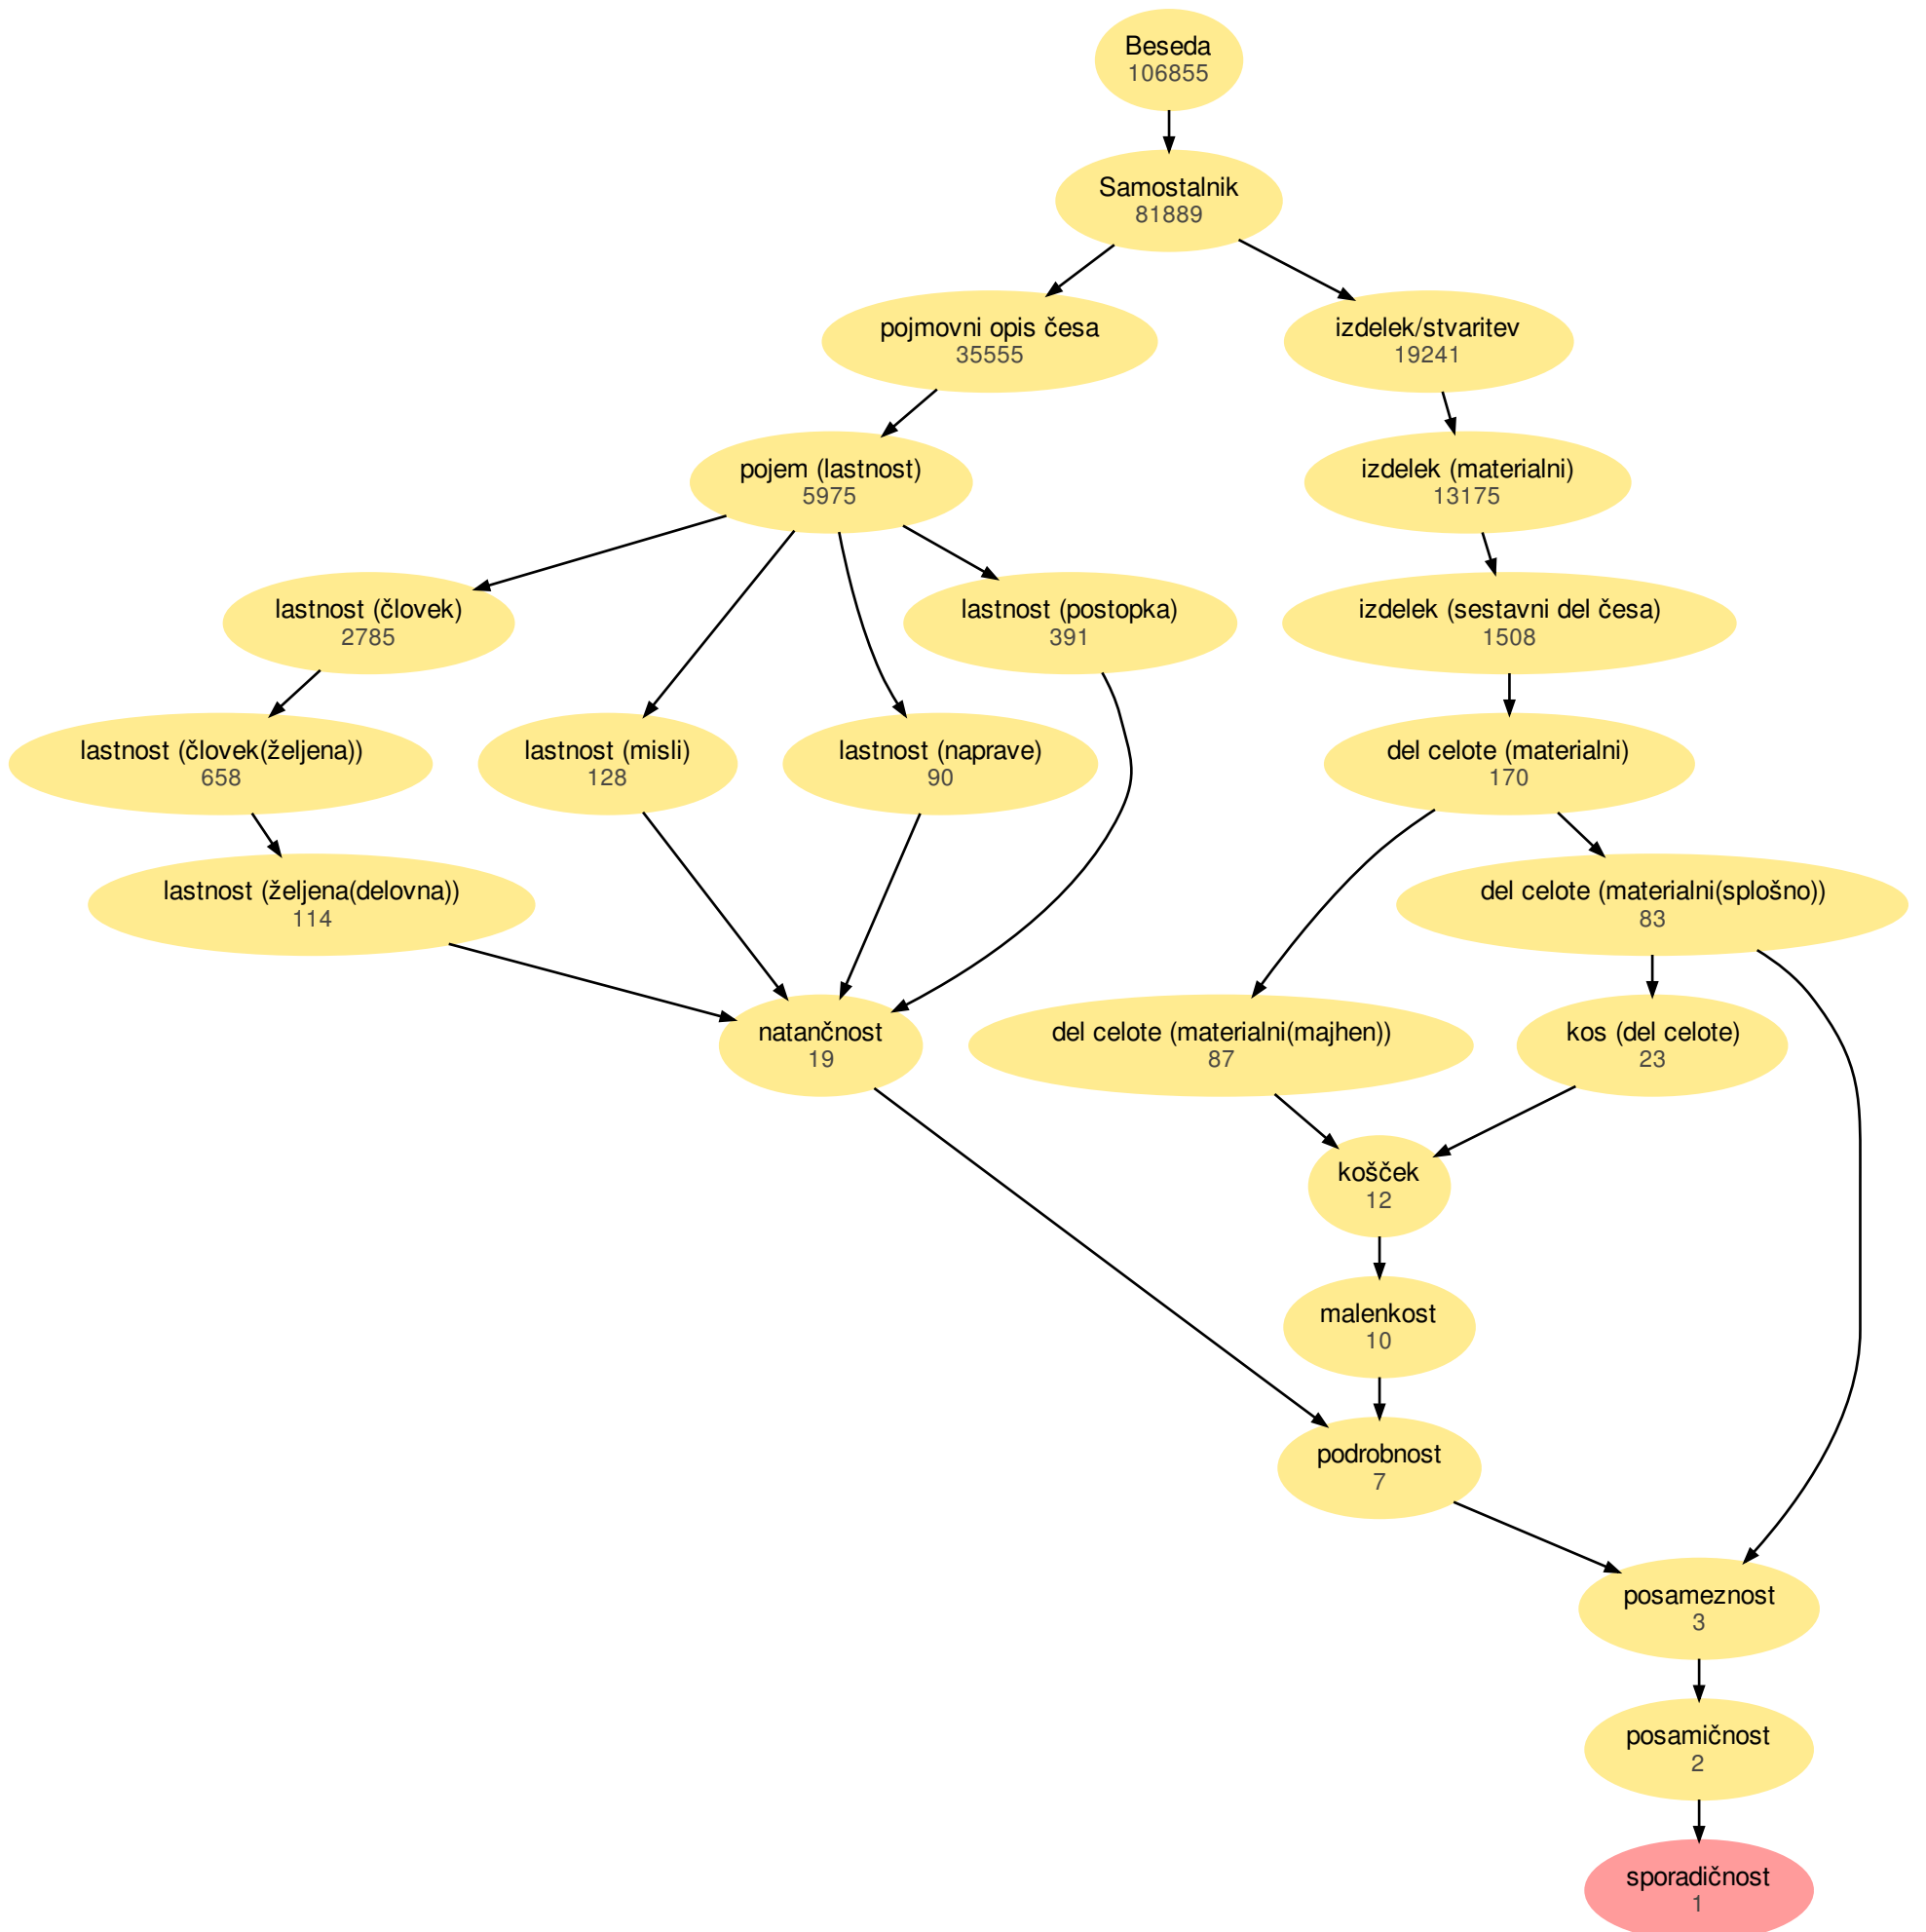 Beseda
106855
Samostalnik
81889
pojmovni opis česa
35555
izdelek/stvaritev
19241
pojem (lastnost)
5975
izdelek (materialni)
13175
lastnost (človek)
2785
lastnost (postopka)
391
izdelek (sestavni del česa)
1508
lastnost (človek(željena))
658
lastnost (misli)
128
lastnost (naprave)
90
del celote (materialni)
170
lastnost (željena(delovna))
114
del celote (materialni(splošno))
83
natančnost
19
del celote (materialni(majhen))
87
kos (del celote)
23
košček
12
malenkost
10
podrobnost
7
posameznost
3
posamičnost
2
sporadičnost
1